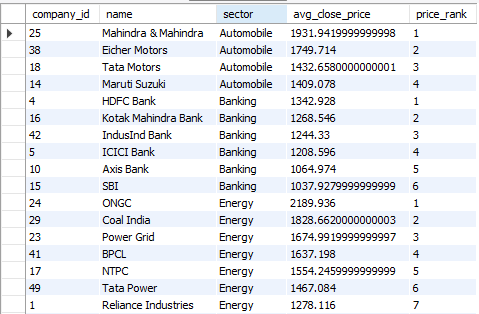 company_id name sector avg_close_price price_rank
25 Mahindra & Mahindra Automobile 1931.9419999999998 1
38 Eicher Motors Automobile 1749.714 2
18 Tata Motors Automobile 1432.6580000000001 3
14 Maruti Suzuki Automobile 1409.078 4
4 HDFC Bank Banking 1342.928 1
16 Kotak Mahindra Bank Banking 1268.546 2
42 IndusInd Bank Banking 1244.33 3
5 ICICI Bank Banking 1208.596 4
10 Axis Bank Banking 1064.974 5
15 SBI Banking 1037.9279999999999 6
24 ONGC Energy 2189.936 1
29 Coal India Energy 1828.6620000000003 2
23 Power Grid Energy 1674.9919999999997 3
41 BPCL Energy 1637.198 4
17 NTPC Energy 1554.2459999999999 5
49 Tata Power Energy 1467.084 6
1 Reliance Industries Energy 1278.116 7